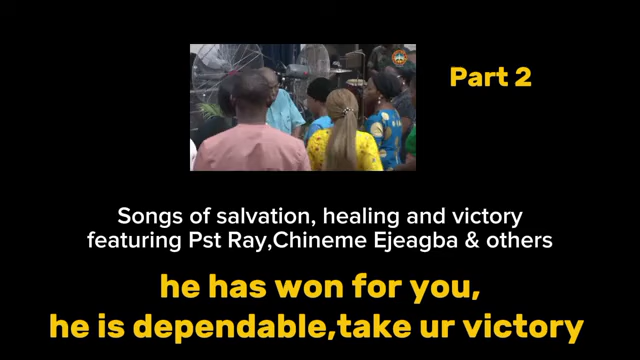 Part 2
Songs of salvation, healing and victory
featuring Pst Ray,Chineme Ejeagba & others
he has won for you,
he is dependable,take ur victory